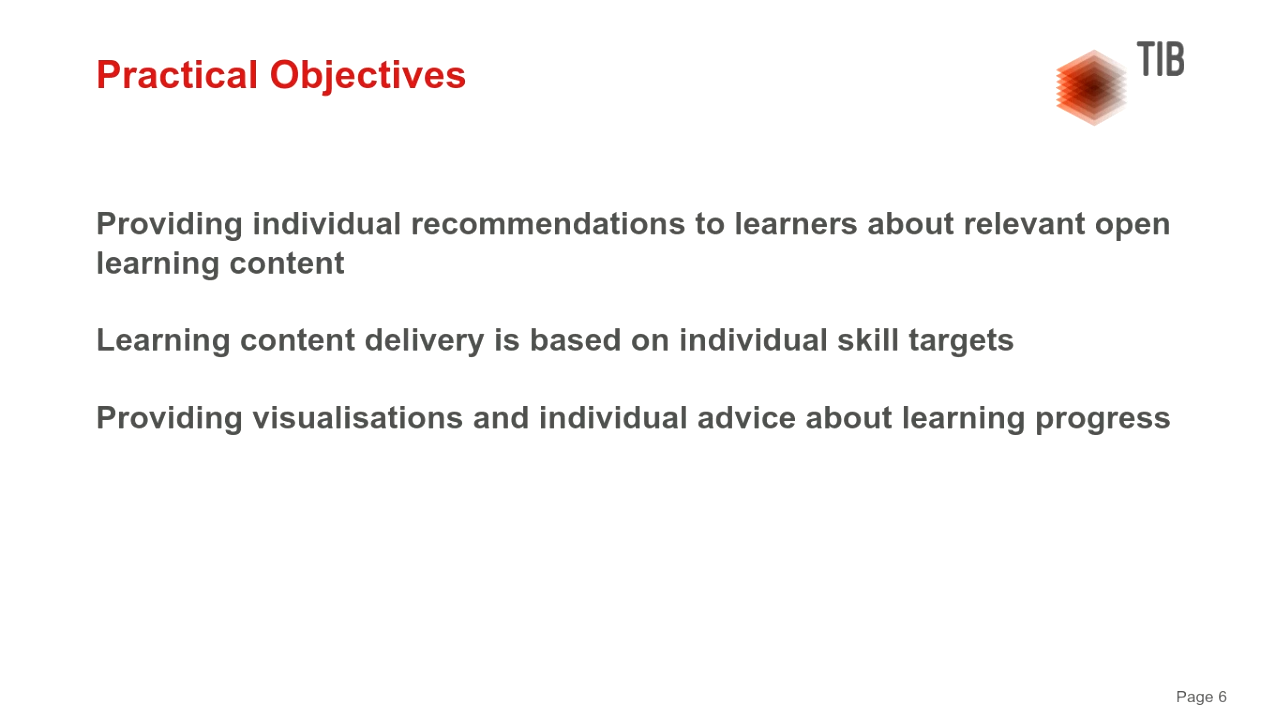 Practical Objectives
TIB
Providing individual recommendations to learners about relevant open
learning content
Learning content delivery is based on individual skill targets
Providing visualisations and individual advice about learning progress
Page 6